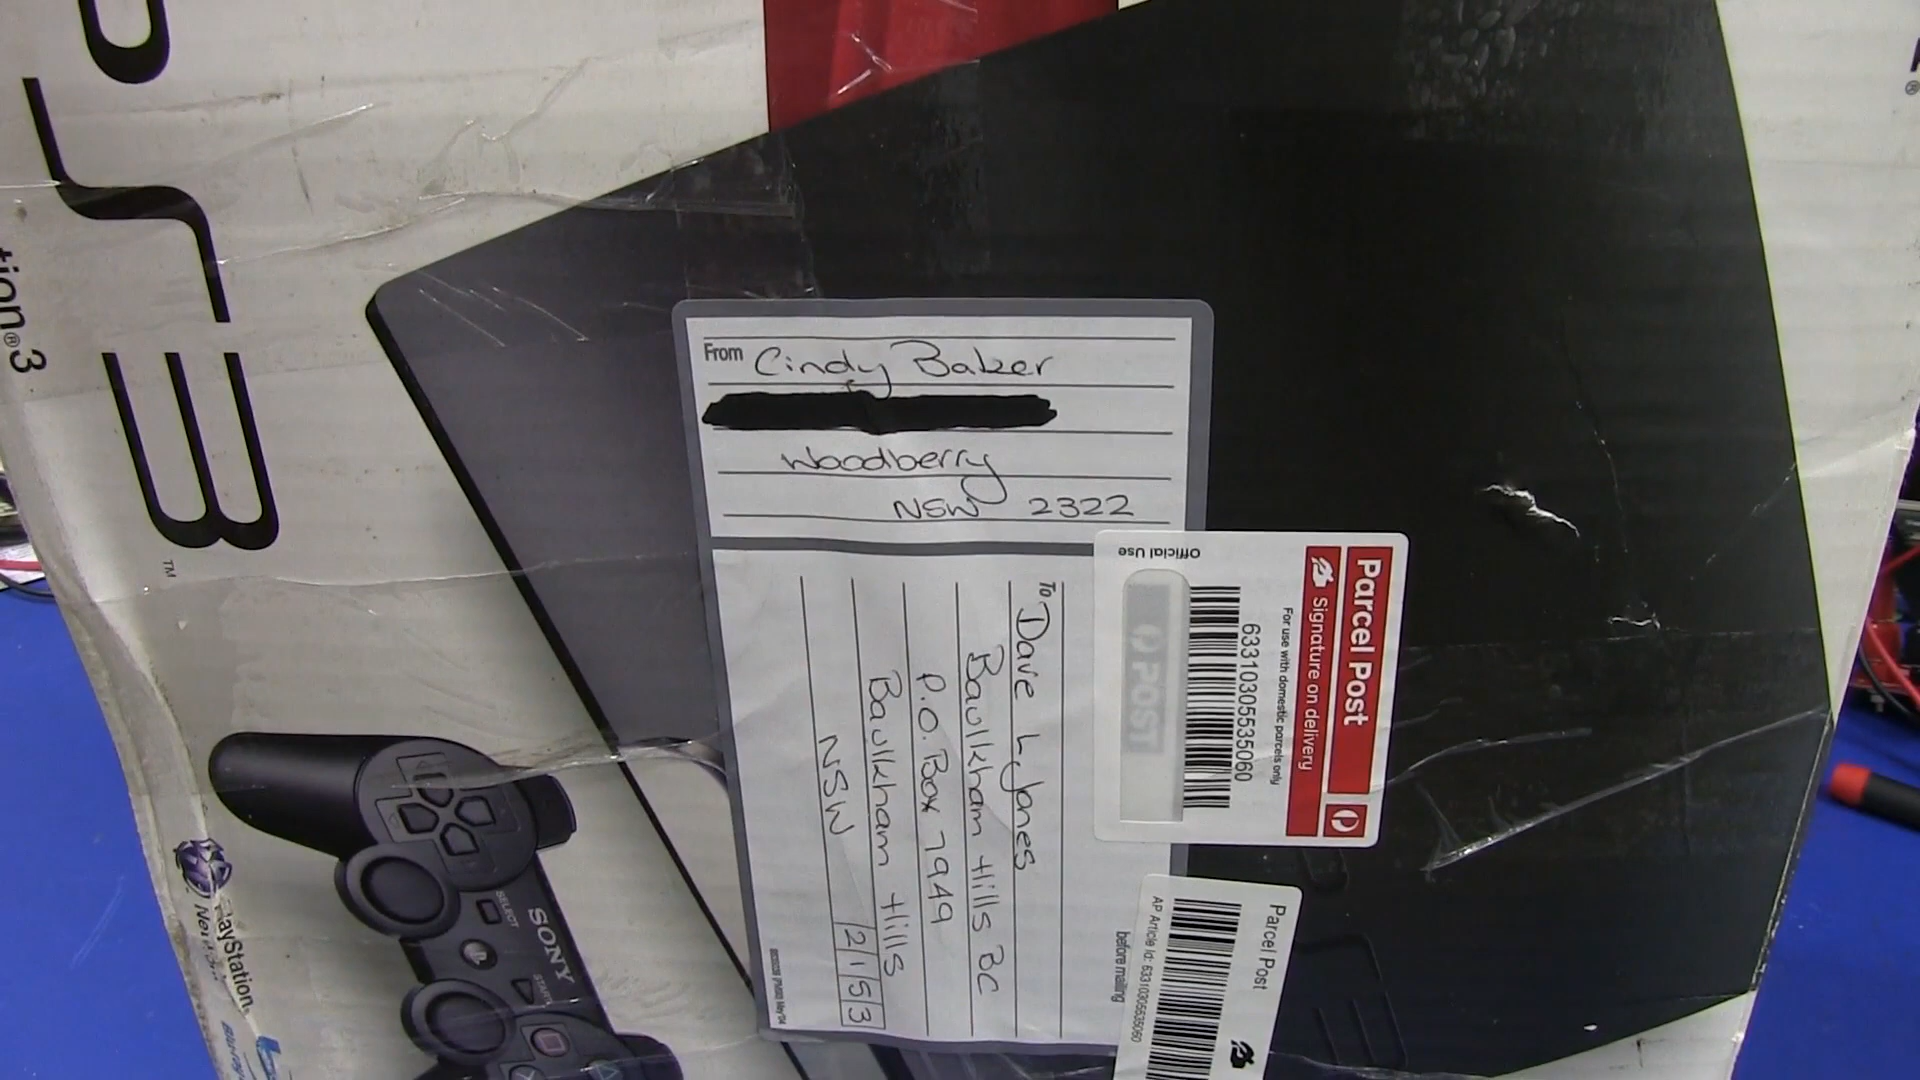 PS3
™
tion®3
®
From Cindy Baker
Woodberry
NSW 2322
To Dave L Jones
Baulkham Hills BC
P.O. Box 7949
Baulkham Hills
NSW 2153
Official Use
POST
63310305535060
For use with domestic parcels only
Signature on delivery
Parcel Post
before mailing
AP Article Id: 63310305535060
Parcel Post
SELECT
START
SONY
PlayStation